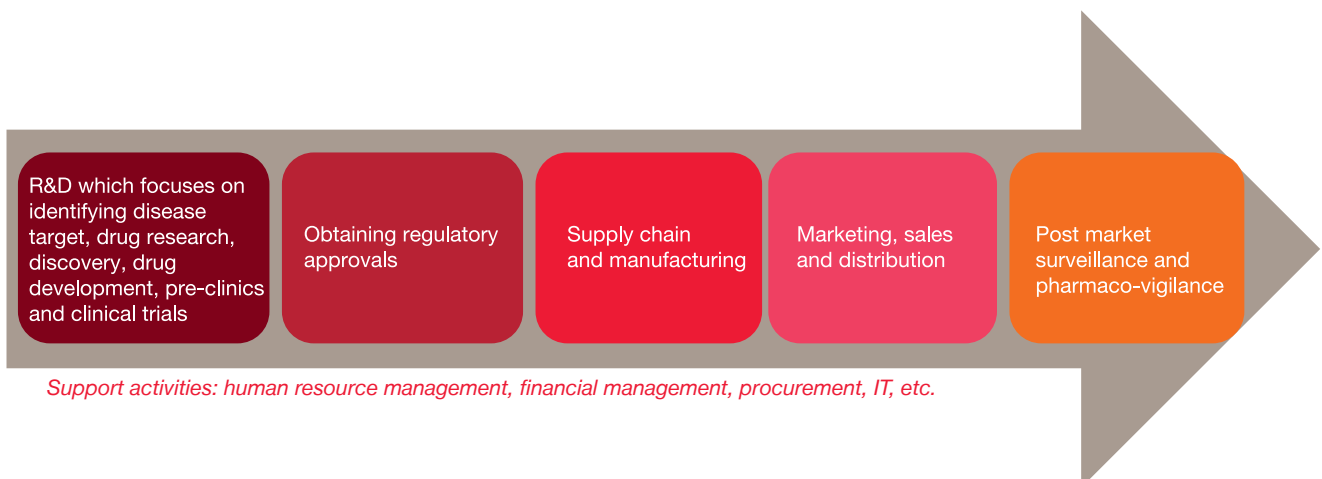 R&D which focuses on
identifying disease
target, drug research,
discovery, drug
development, pre-clinics
and clinical trials
Obtaining regulatory
approvals
Supply chain
and manufacturing
Marketing, sales
and distribution
Post market
surveillance and
pharmaco-vigilance
Support activities: human resource management, financial management, procurement, IT, etc.